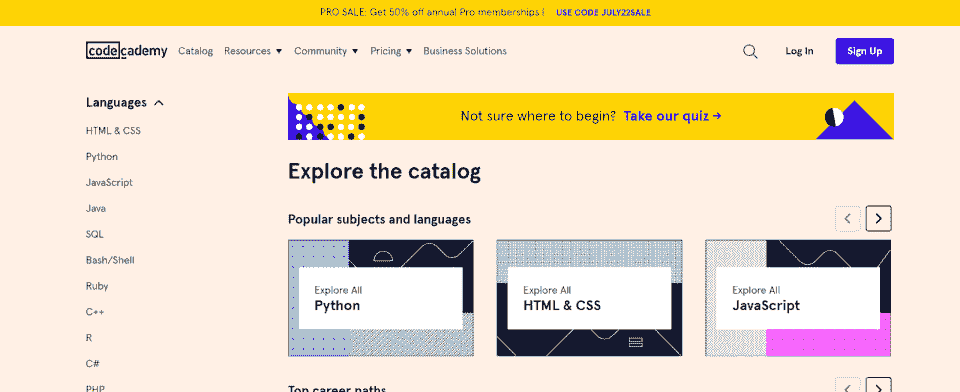 PRO SALE: Get 50% off annual Pro memberships! USE CODE JULY22SALE
codecademy Catalog Resources Community Pricing Business Solutions Log In Sign Up
Languages
HTML & CSS
Python
JavaScript
Java
SQL
Bash/Shell
Ruby
C++
R
C#
PHP
Not sure where to begin? Take our quiz →
Explore the catalog
Popular subjects and languages
Explore All
Python
Explore All
HTML & CSS
Explore All
JavaScript
Top career paths